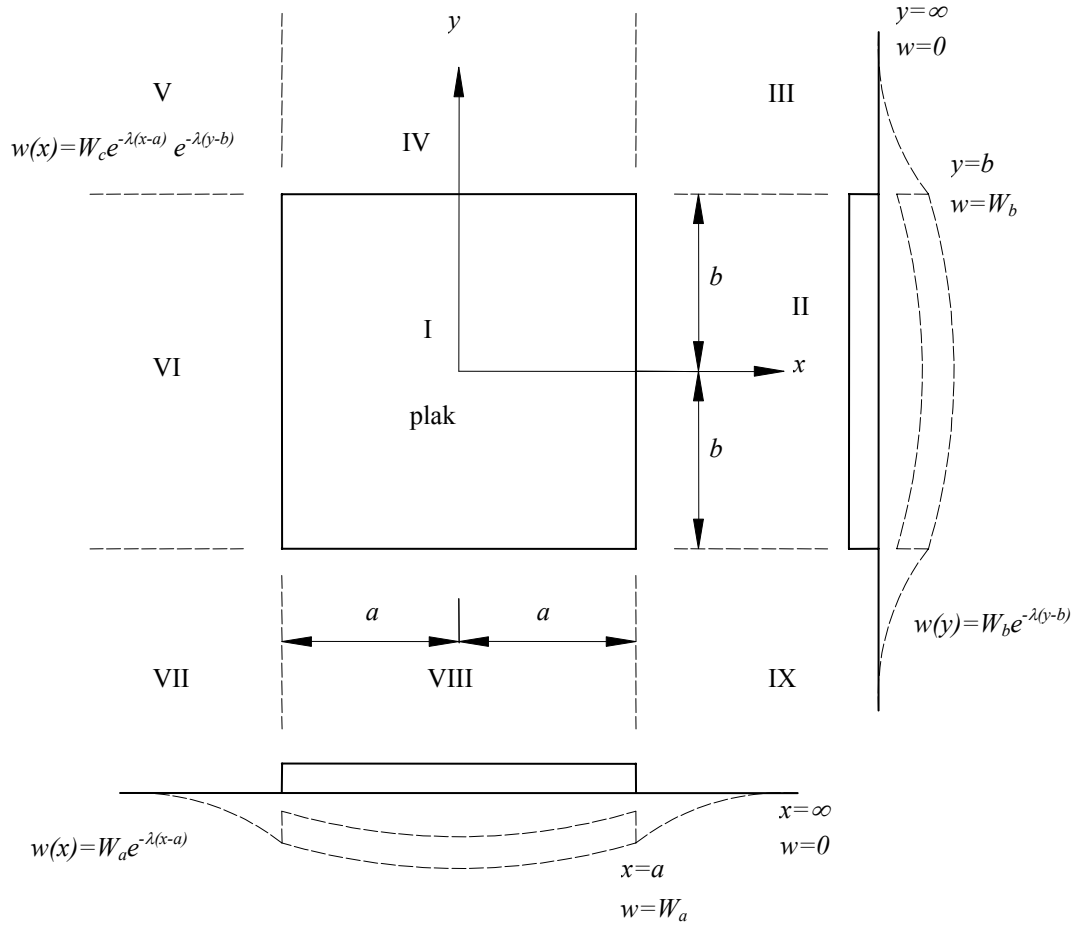 y=∞
w=0
y
V
III
IV
w(x)=W_c e^{-λ(x-a)} e^{-λ(y-b)}
y=b
w=W_b
b
II
I
VI
x
plak
b
a
a
w(y)=W_b e^{-λ(y-b)}
VII
VIII
IX
x=∞
w(x)=W_a e^{-λ(x-a)}
w=0
x=a
w=W_a